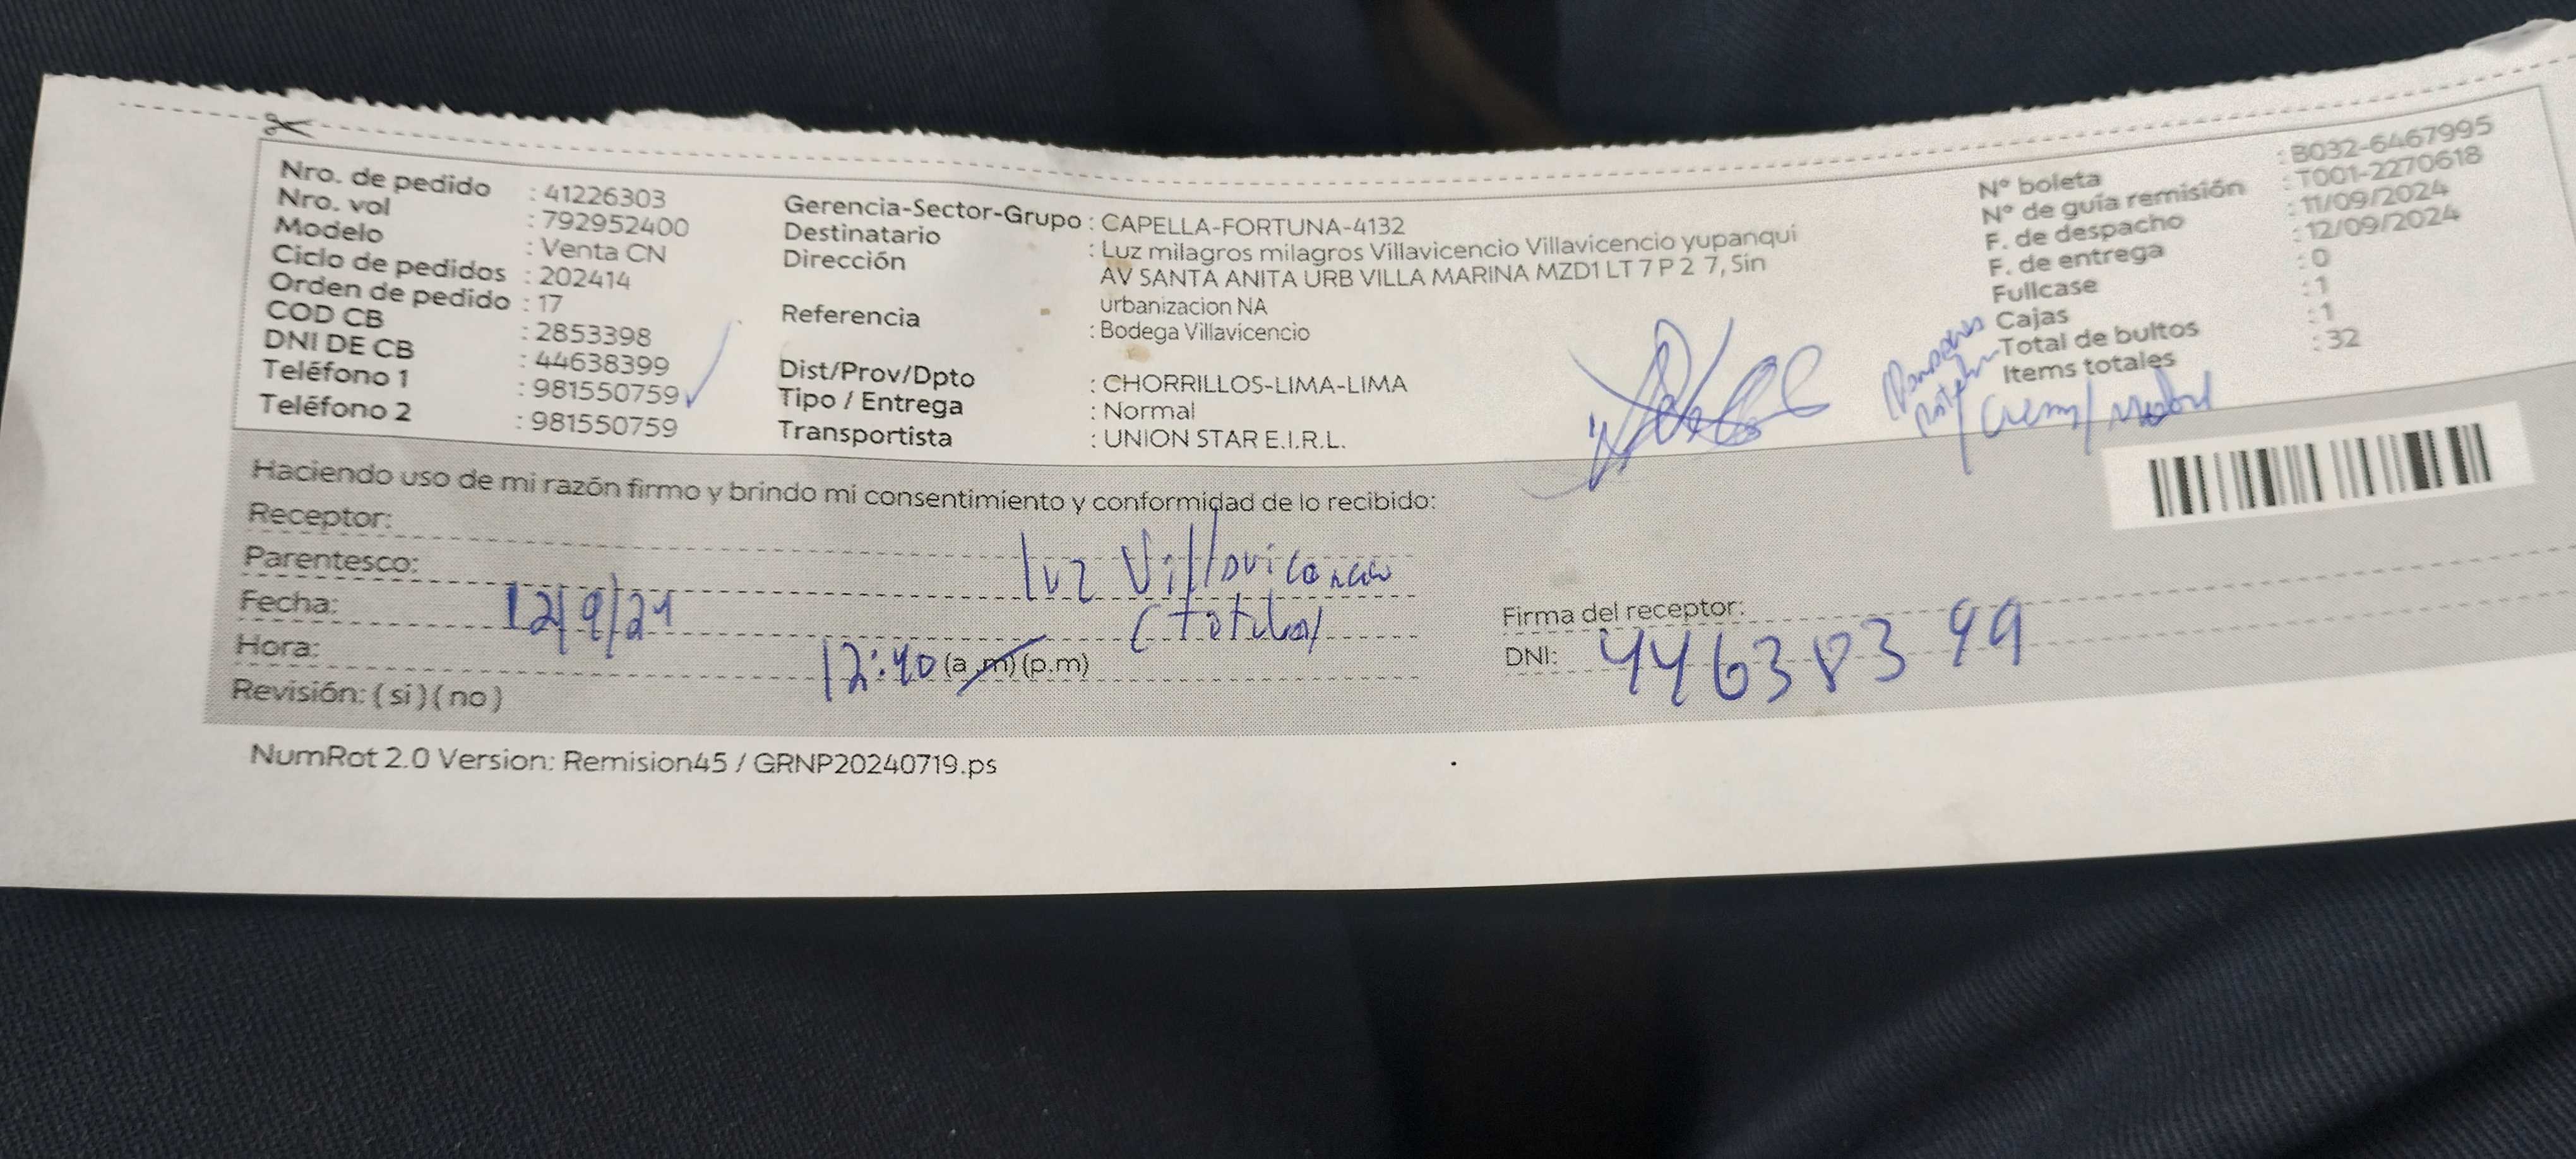 Nro. de pedido : 41226303
Nro. vol : 792952400
Modelo : Venta CN
Ciclo de pedidos : 202414
Orden de pedido : 17
COD CB : 2853398
DNI DE CB : 44638399
Teléfono 1 : 981550759
Teléfono 2 : 981550759
Gerencia-Sector-Grupo : CAPELLA-FORTUNA-4132
Destinatario : Luz milagros milagros Villavicencio Villavicencio yupanqui
Dirección AV SANTA ANITA URB VILLA MARINA MZD1 LT 7 P 2 7, Sin
urbanizacion NA
Referencia : Bodega Villavicencio
Dist/Prov/Dpto : CHORRILLOS-LIMA-LIMA
Tipo / Entrega : Normal
Transportista : UNION STAR E.I.R.L.
N° boleta : B032-6467995
N° de guía remisión : T001-2270618
F. de despacho : 11/09/2024
F. de entrega : 12/09/2024
Fullcase : 0
Cajas : 1
Total de bultos : 1
Items totales : 32
Haciendo uso de mi razón firmo y brindo mi consentimiento y conformidad de lo recibido:
Receptor: luz Villavicencio
Parentesco: (titular)
Fecha: 12/9/24
Hora: 12:40 (a.m) (p.m)
Revisión: ( si ) ( no )
Firma del receptor:
DNI: 44638399
NumRot 2.0 Version: Remision45 / GRNP20240719.ps